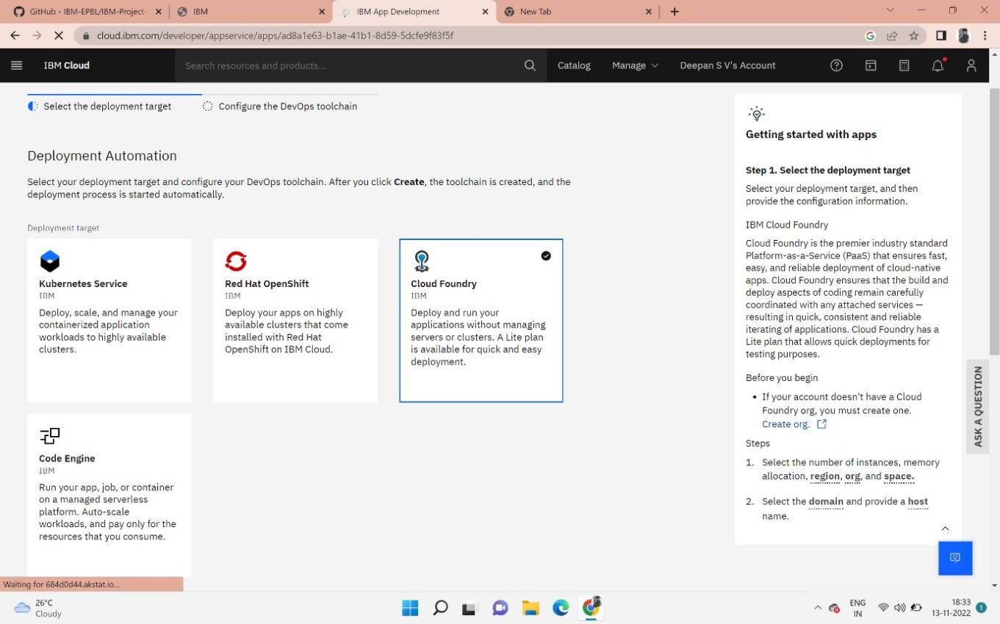 GitHub - IBM-EPBL/IBM-Project-
IBM
IBM App Development
New Tab
cloud.ibm.com/developer/appservice/apps/ad8a1e63-b1ae-41b1-8d59-5dcfe9f83f5f
IBM Cloud
Search resources and products...
Catalog
Manage
Deepan S V's Account
Select the deployment target
Configure the DevOps toolchain
Deployment Automation
Select your deployment target and configure your DevOps toolchain. After you click Create, the toolchain is created, and the
deployment process is started automatically.
Deployment target
Kubernetes Service
IBM
Deploy, scale, and manage your
containerized application
workloads to highly available
clusters.
Red Hat OpenShift
IBM
Deploy your apps on highly
available clusters that come
installed with Red Hat
OpenShift on IBM Cloud.
Cloud Foundry
IBM
Deploy and run your
applications without managing
servers or clusters. A Lite plan
is available for quick and easy
deployment.
Code Engine
IBM
Run your app, job, or container
on a managed serverless
platform. Auto-scale
workloads, and pay only for the
resources that you consume.
Getting started with apps
Step 1. Select the deployment target
Select your deployment target, and then
provide the configuration information.
IBM Cloud Foundry
Cloud Foundry is the premier industry standard
Platform-as-a-Service (PaaS) that ensures fast,
easy, and reliable deployment of cloud-native
apps. Cloud Foundry ensures that the build and
deploy aspects of coding remain carefully
coordinated with any attached services —
resulting in quick, consistent and reliable
iterating of applications. Cloud Foundry has a
Lite plan that allows quick deployments for
testing purposes.
Before you begin
• If your account doesn't have a Cloud
Foundry org, you must create one.
Create org.
Steps
1. Select the number of instances, memory
allocation, region, org, and space.
2. Select the domain and provide a host
name.
ASK A QUESTION
Waiting for 684d0d44.akstat.io...
26°C
Cloudy
ENG
IN
18:33
13-11-2022
1